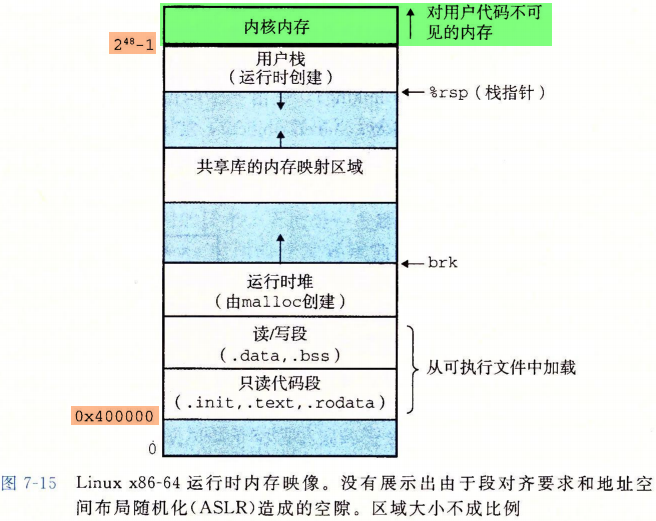 内核内存
对用户代码不可
见的内存
2⁴⁸-1
用户栈
(运行时创建)
%rsp(栈指针)
共享库的内存映射区域
brk
运行时堆
(由malloc创建)
读/写段
(.data,.bss)
从可执行文件中加载
只读代码段
(.init,.text,.rodata)
0x400000
0
图 7-15 Linux x86-64 运行时内存映像。没有展示出由于段对齐要求和地址空
间布局随机化(ASLR)造成的空隙。区域大小不成比例